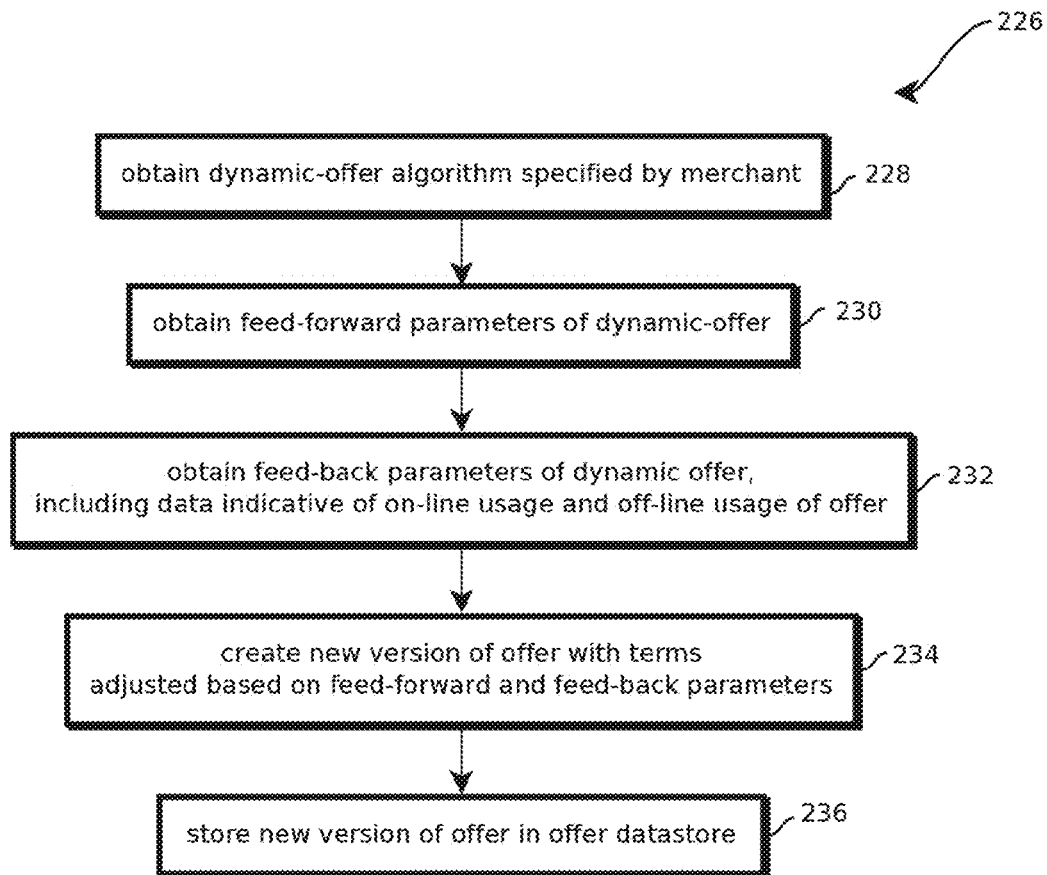 226
obtain dynamic-offer algorithm specified by merchant
228
obtain feed-forward parameters of dynamic-offer
230
obtain feed-back parameters of dynamic offer,
including data indicative of on-line usage and off-line usage of offer
232
create new version of offer with terms
adjusted based on feed-forward and feed-back parameters
234
store new version of offer in offer datastore
236